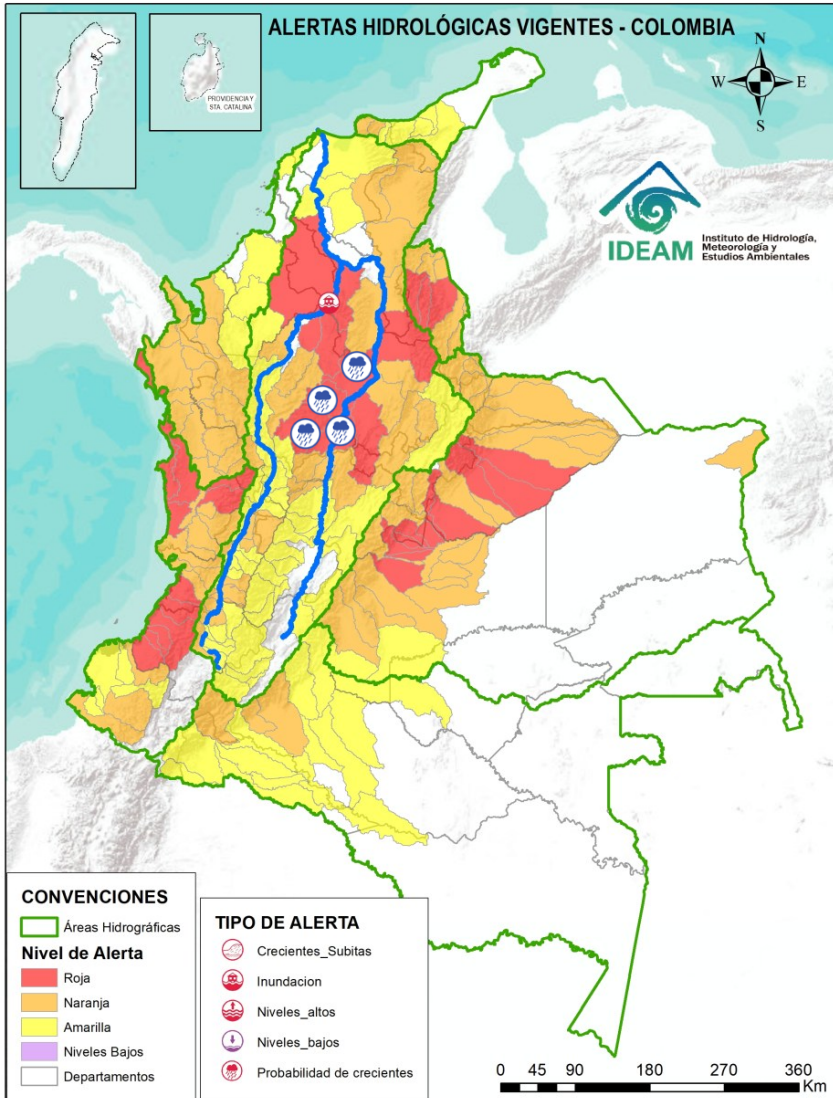 ALERTAS HIDROLÓGICAS VIGENTES - COLOMBIA
PROVIDENCIA Y
STA. CATALINA
N
W
E
S
IDEAM
Instituto de Hidrología,
Meteorología y
Estudios Ambientales
CONVENCIONES
Áreas Hidrográficas
Nivel de Alerta
Roja
Naranja
Amarilla
Niveles Bajos
Departamentos
TIPO DE ALERTA
Crecientes_Subitas
Inundacion
Niveles_altos
Niveles_bajos
Probabilidad de crecientes
0 45 90 180 270 360
Km